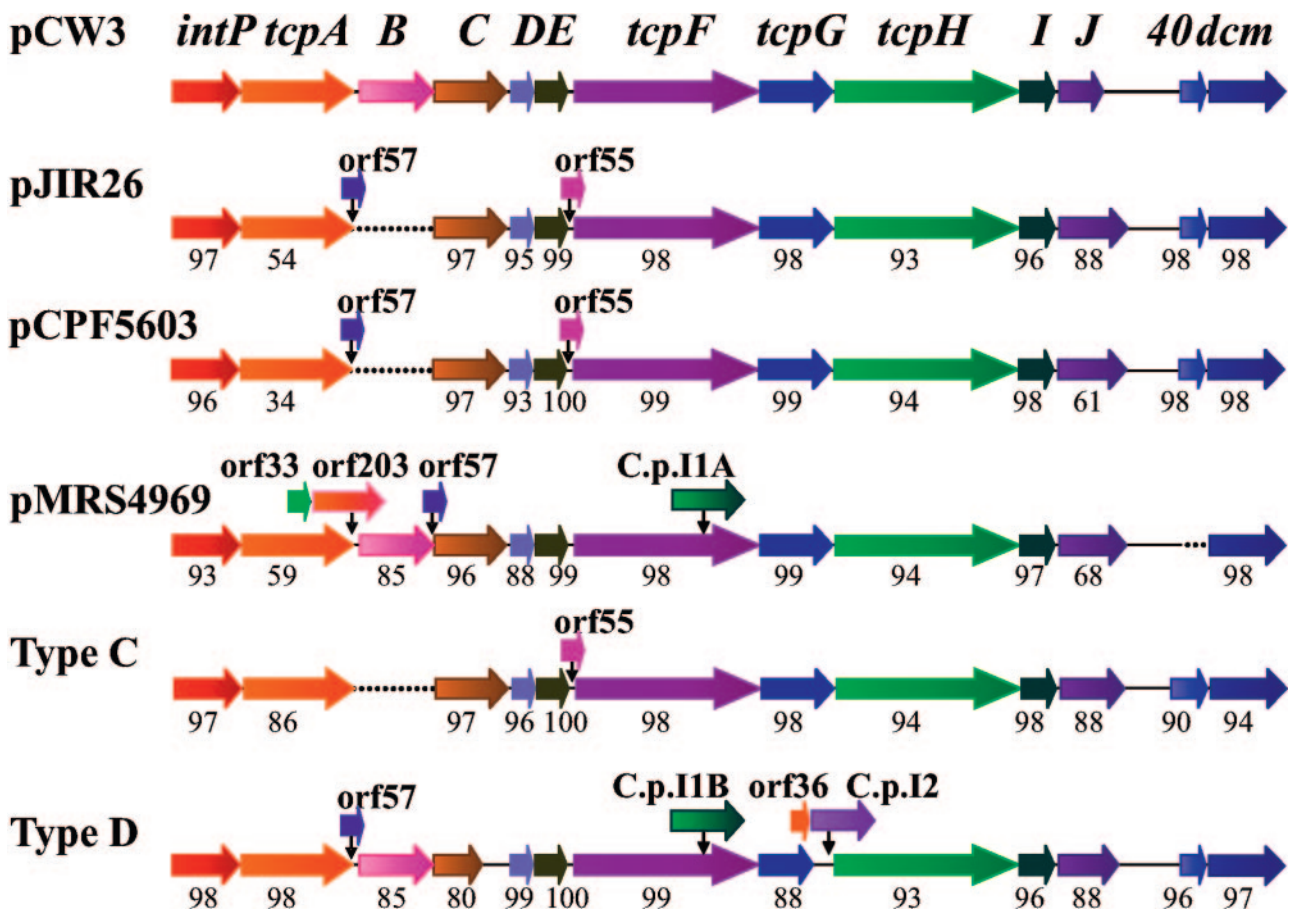 pCW3 intP tcpA B C D E tcpF tcpG tcpH I J 40 dcm
orf57 orf55
pJIR26
97 54 97 95 99 98 98 93 96 88 98 98
orf57 orf55
pCPF5603
96 34 97 93 100 99 99 94 98 61 98 98
orf33 orf203 orf57 C.p.I1A
pMRS4969
93 59 85 96 88 99 98 99 94 97 68 98
orf55
Type C
97 86 97 96 100 98 98 94 98 88 90 94
orf57 C.p.I1B orf36 C.p.I2
Type D
98 98 85 80 99 100 99 88 93 96 88 96 97